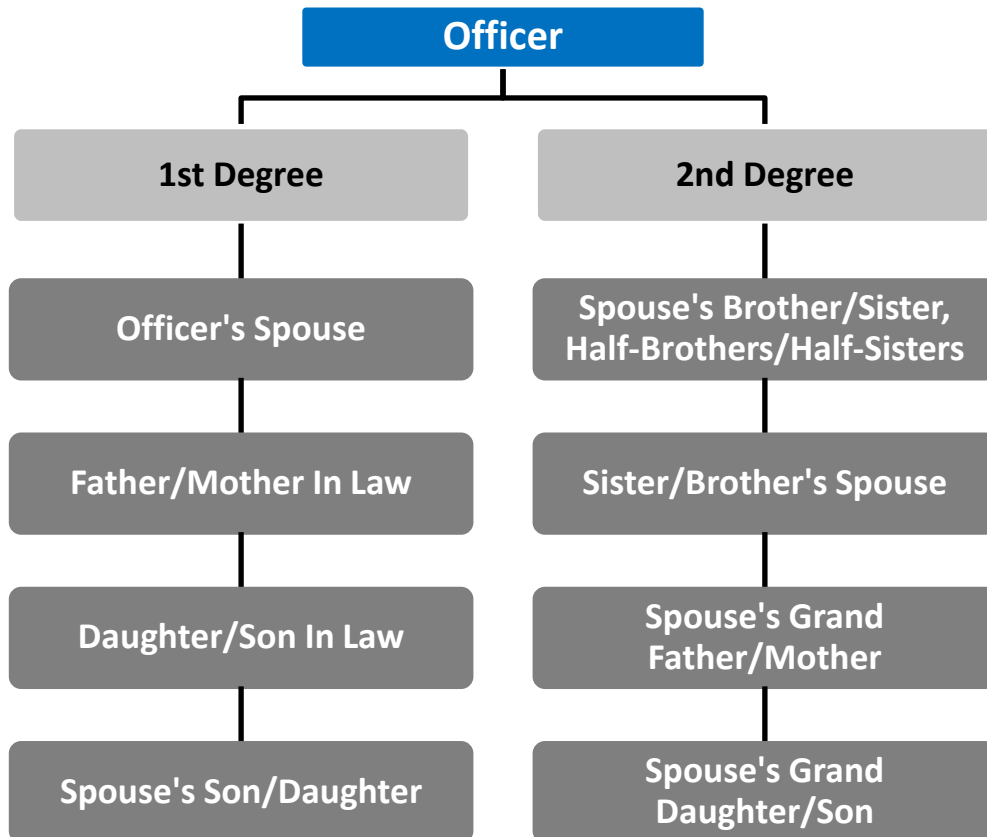 Officer
1st Degree
2nd Degree
Officer's Spouse
Spouse's Brother/Sister,
Half-Brothers/Half-Sisters
Father/Mother In Law
Sister/Brother's Spouse
Daughter/Son In Law
Spouse's Grand
Father/Mother
Spouse's Son/Daughter
Spouse's Grand
Daughter/Son